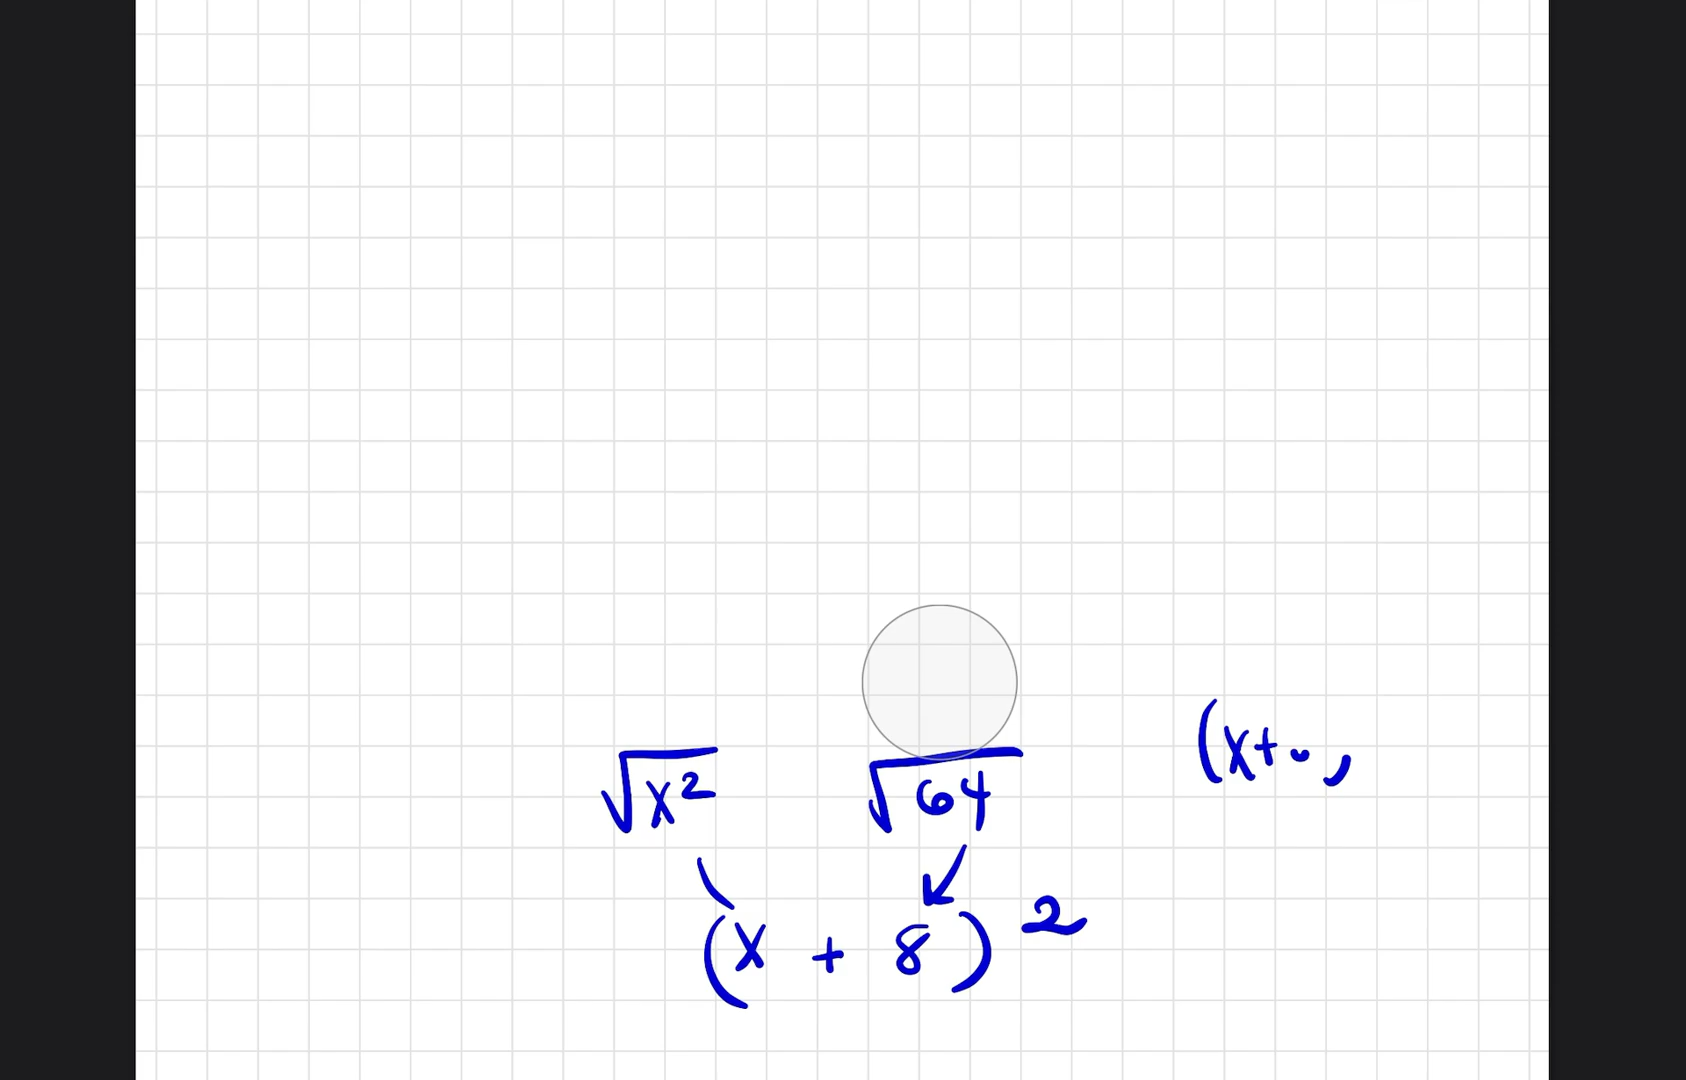 √x² √64 (x+
(x + 8)²